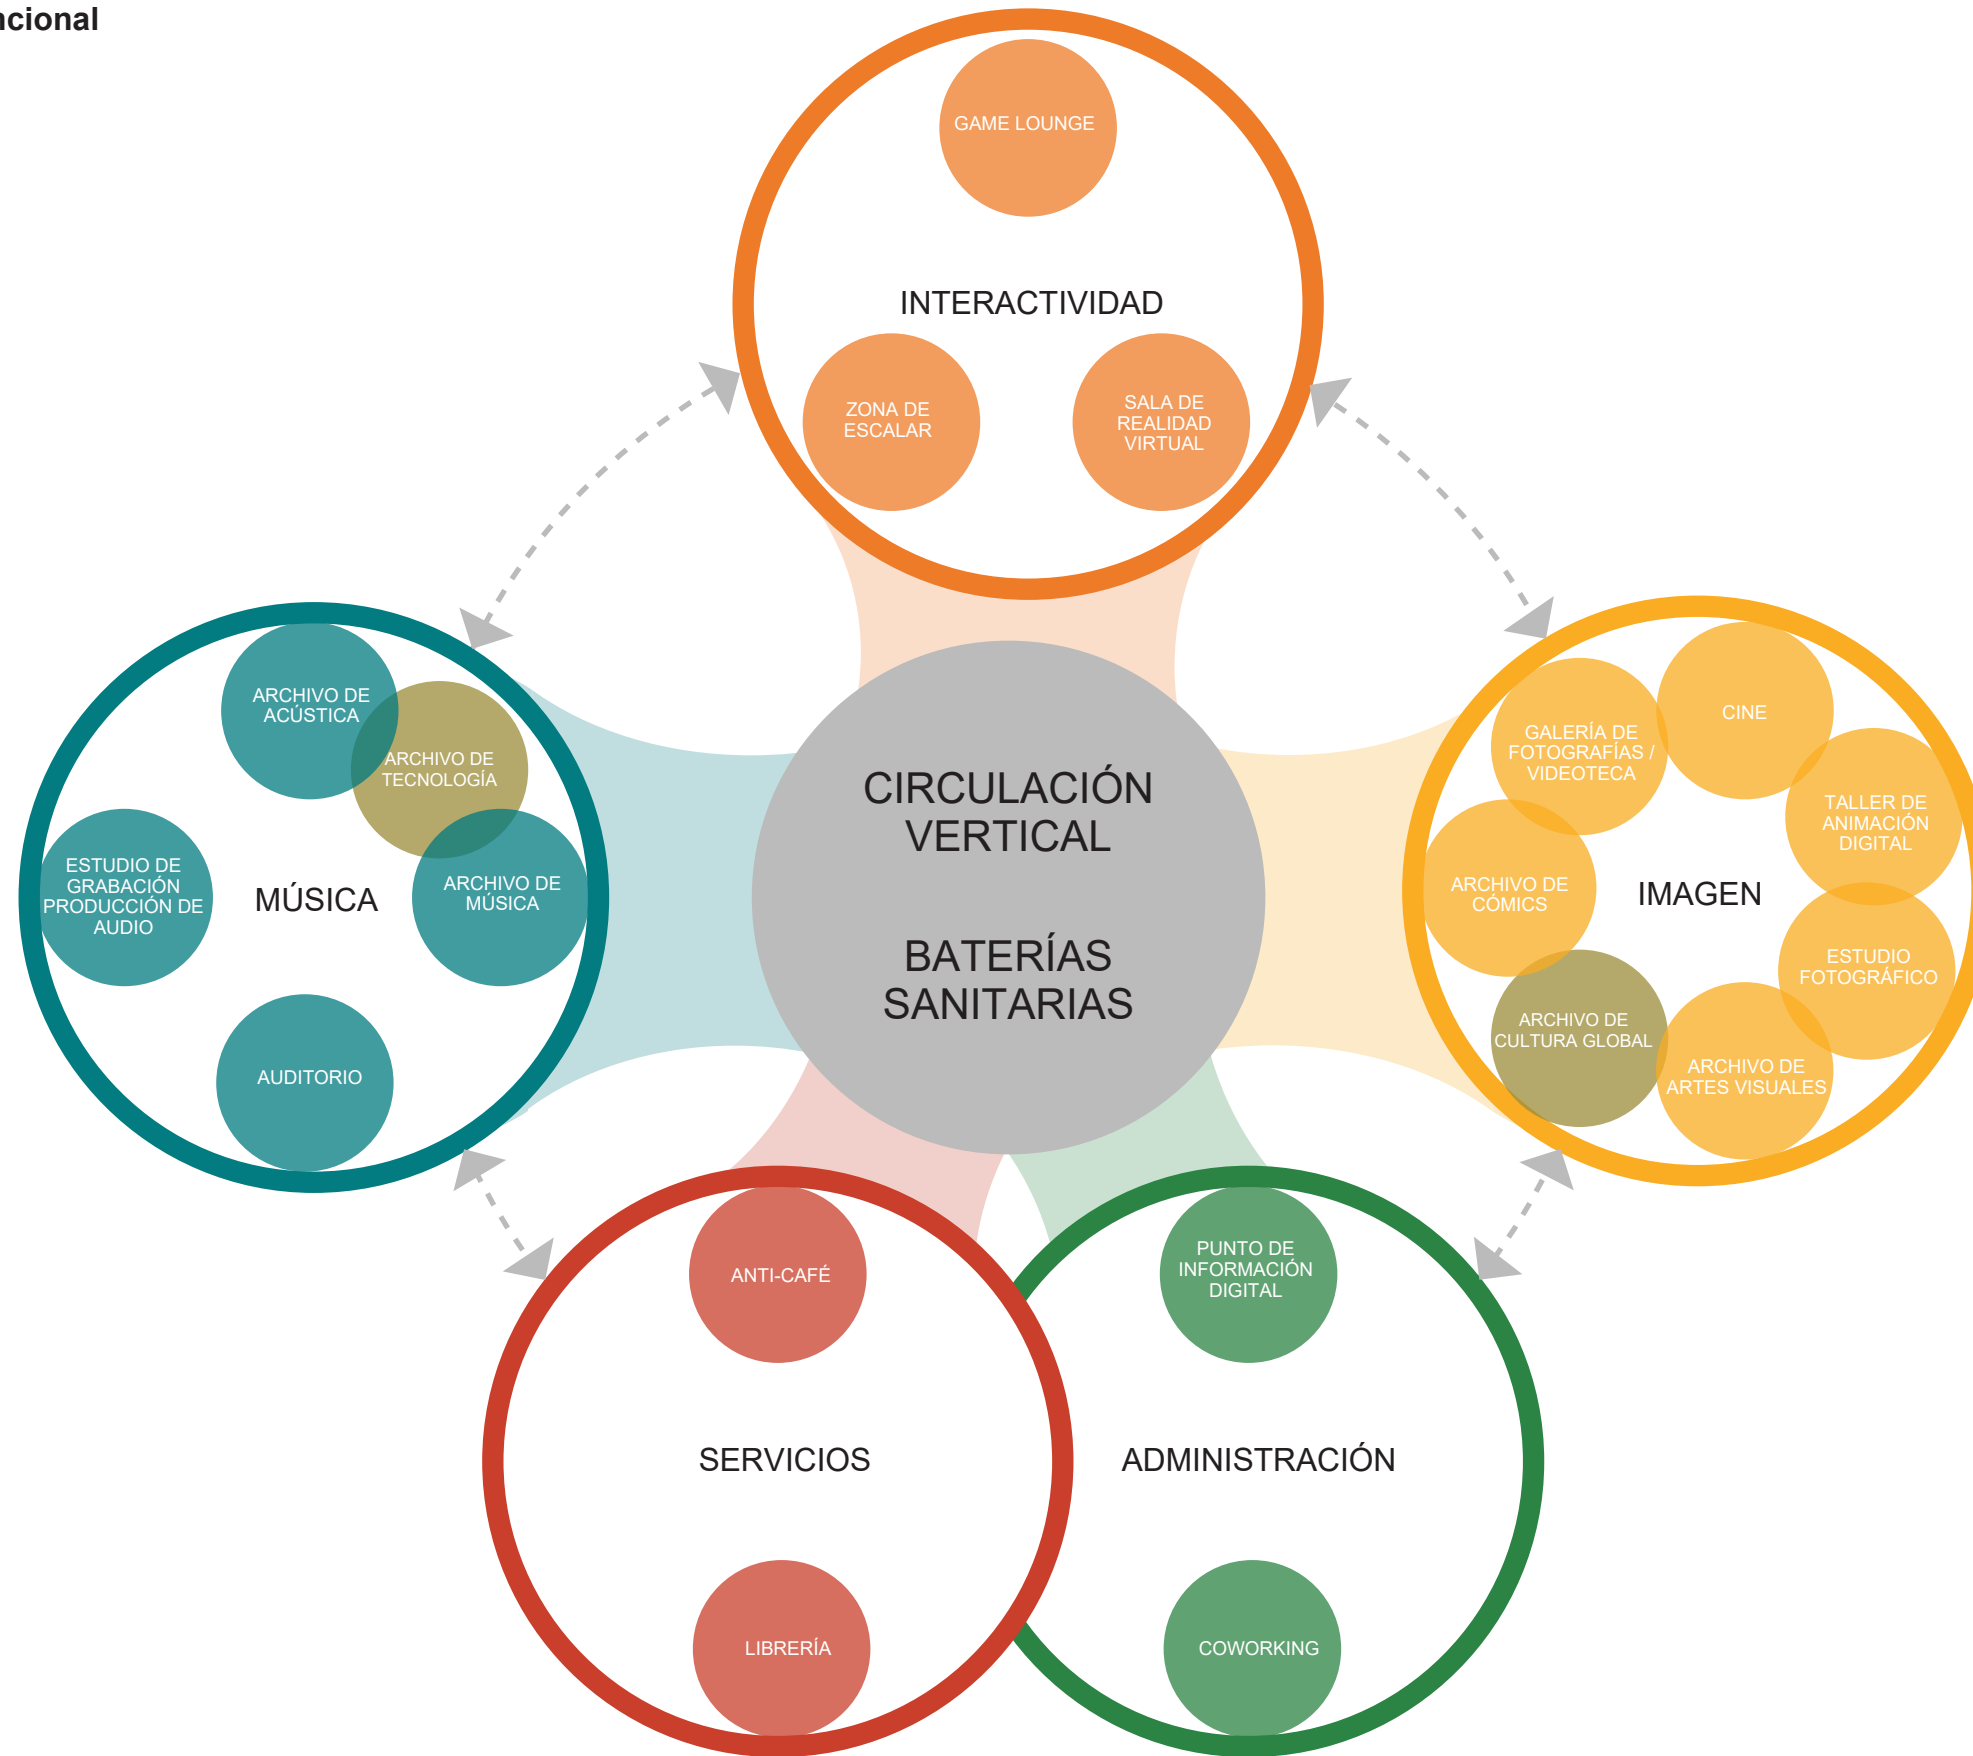 ncional
GAME LOUNGE
INTERACTIVIDAD
ZONA DE
ESCALAR
SALA DE
REALIDAD
VIRTUAL
ARCHIVO DE
ACÚSTICA
ARCHIVO DE
TECNOLOGÍA
ESTUDIO DE
GRABACIÓN
PRODUCCIÓN DE
AUDIO
MÚSICA
ARCHIVO DE
MÚSICA
AUDITORIO
CIRCULACIÓN
VERTICAL
BATERÍAS
SANITARIAS
GALERÍA DE
FOTOGRAFÍAS /
VIDEOTECA
CINE
TALLER DE
ANIMACIÓN
DIGITAL
ARCHIVO DE
CÓMICS
IMAGEN
ESTUDIO
FOTOGRÁFICO
ARCHIVO DE
CULTURA GLOBAL
ARCHIVO DE
ARTES VISUALES
ANTI-CAFÉ
SERVICIOS
LIBRERÍA
PUNTO DE
INFORMACIÓN
DIGITAL
ADMINISTRACIÓN
COWORKING